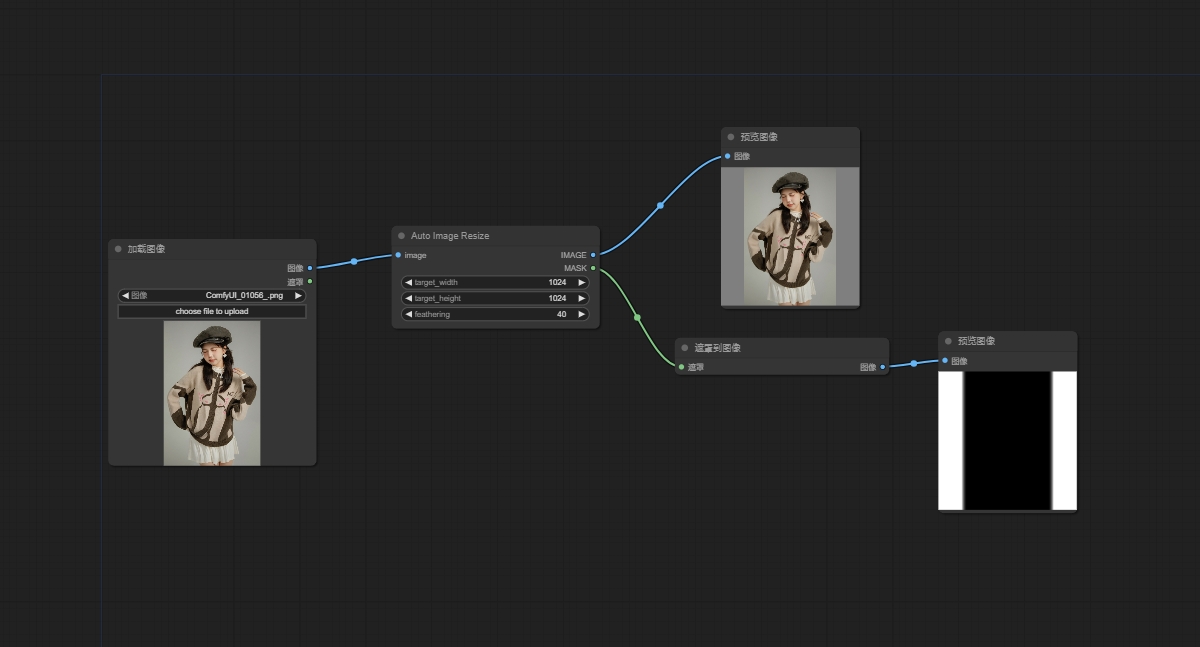 加载图像
图像
遮罩
图像 ComfyUI_01056_.png
choose file to upload
Auto Image Resize
image IMAGE
MASK
target_width 1024
target_height 1024
feathering 40
预览图像
图像
遮罩到图像
遮罩 图像
预览图像
图像